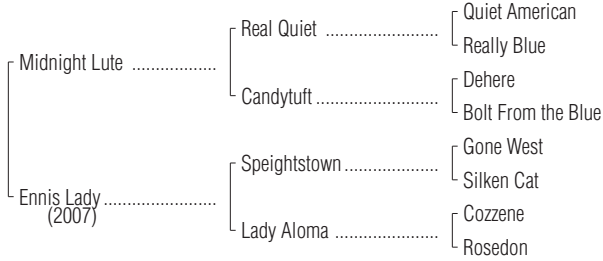 Quiet American
Real Quiet ....................
Really Blue
Midnight Lute ...................
Dehere
Candytuft ...........................
Bolt From the Blue
Gone West
Speightstown .....................
Silken Cat
Ennis Lady .........................
(2007)
Cozzene
Lady Aloma .......................
Rosedon